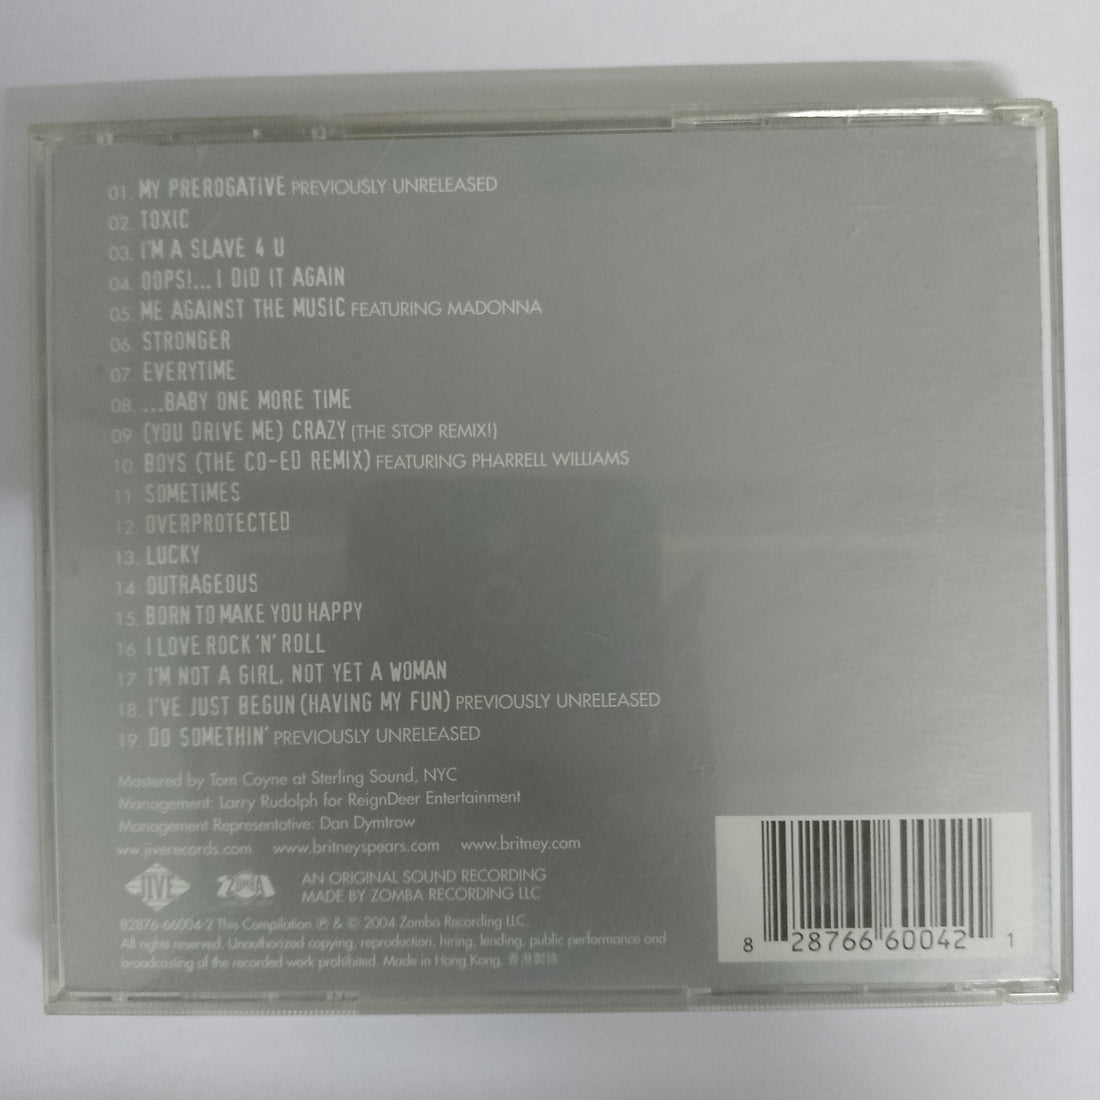 01. MY PREROGATIVE PREVIOUSLY UNRELEASED
02. TOXIC
03. I'M A SLAVE 4 U
04. OOPS!...I DID IT AGAIN
05. ME AGAINST THE MUSIC FEATURING MADONNA
06. STRONGER
07. EVERYTIME
08. ...BABY ONE MORE TIME
09. (YOU DRIVE ME) CRAZY (THE STOP REMIX!)
10. BOYS (THE CO-ED REMIX) FEATURING PHARRELL WILLIAMS
11. SOMETIMES
12. OVERPROTECTED
13. LUCKY
14. OUTRAGEOUS
15. BORN TO MAKE YOU HAPPY
16. I LOVE ROCK 'N' ROLL
17. I'M NOT A GIRL, NOT YET A WOMAN
18. I'VE JUST BEGUN (HAVING MY FUN) PREVIOUSLY UNRELEASED
19. DO SOMETHIN' PREVIOUSLY UNRELEASED
Mastered by Tom Coyne at Sterling Sound, NYC
Management: Larry Rudolph for ReignDeer Entertainment
Management Representative: Dan Dymtrow
ww.jiverecords.com www.britneyspears.com www.britney.com
JIVE ZOMBA AN ORIGINAL SOUND RECORDING
MADE BY ZOMBA RECORDING LLC
82876-66004-2 This Compilation ℗ & © 2004 Zomba Recording LLC
All rights reserved. Unauthorized copying, reproduction, hiring, lending, public performance and
broadcasting of the recorded work prohibited. Made in Hong Kong. 香港製造
8 28766 60042 1